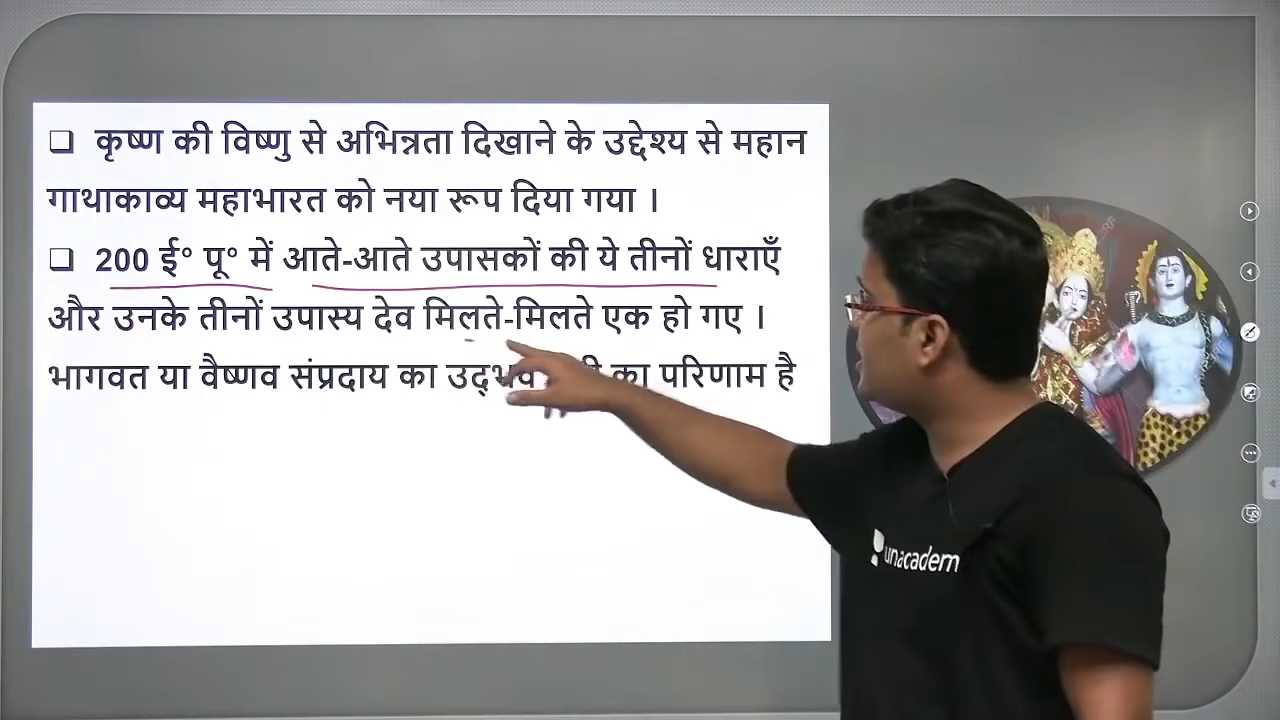 ❑ कृष्ण की विष्णु से अभिन्नता दिखाने के उद्देश्य से महान
गाथाकाव्य महाभारत को नया रूप दिया गया ।
❑ 200 ई° पू° में आते-आते उपासकों की ये तीनों धाराएँ
और उनके तीनों उपास्य देव मिलते-मिलते एक हो गए ।
भागवत या वैष्णव संप्रदाय का उद्भव का परिणाम है
unacadem